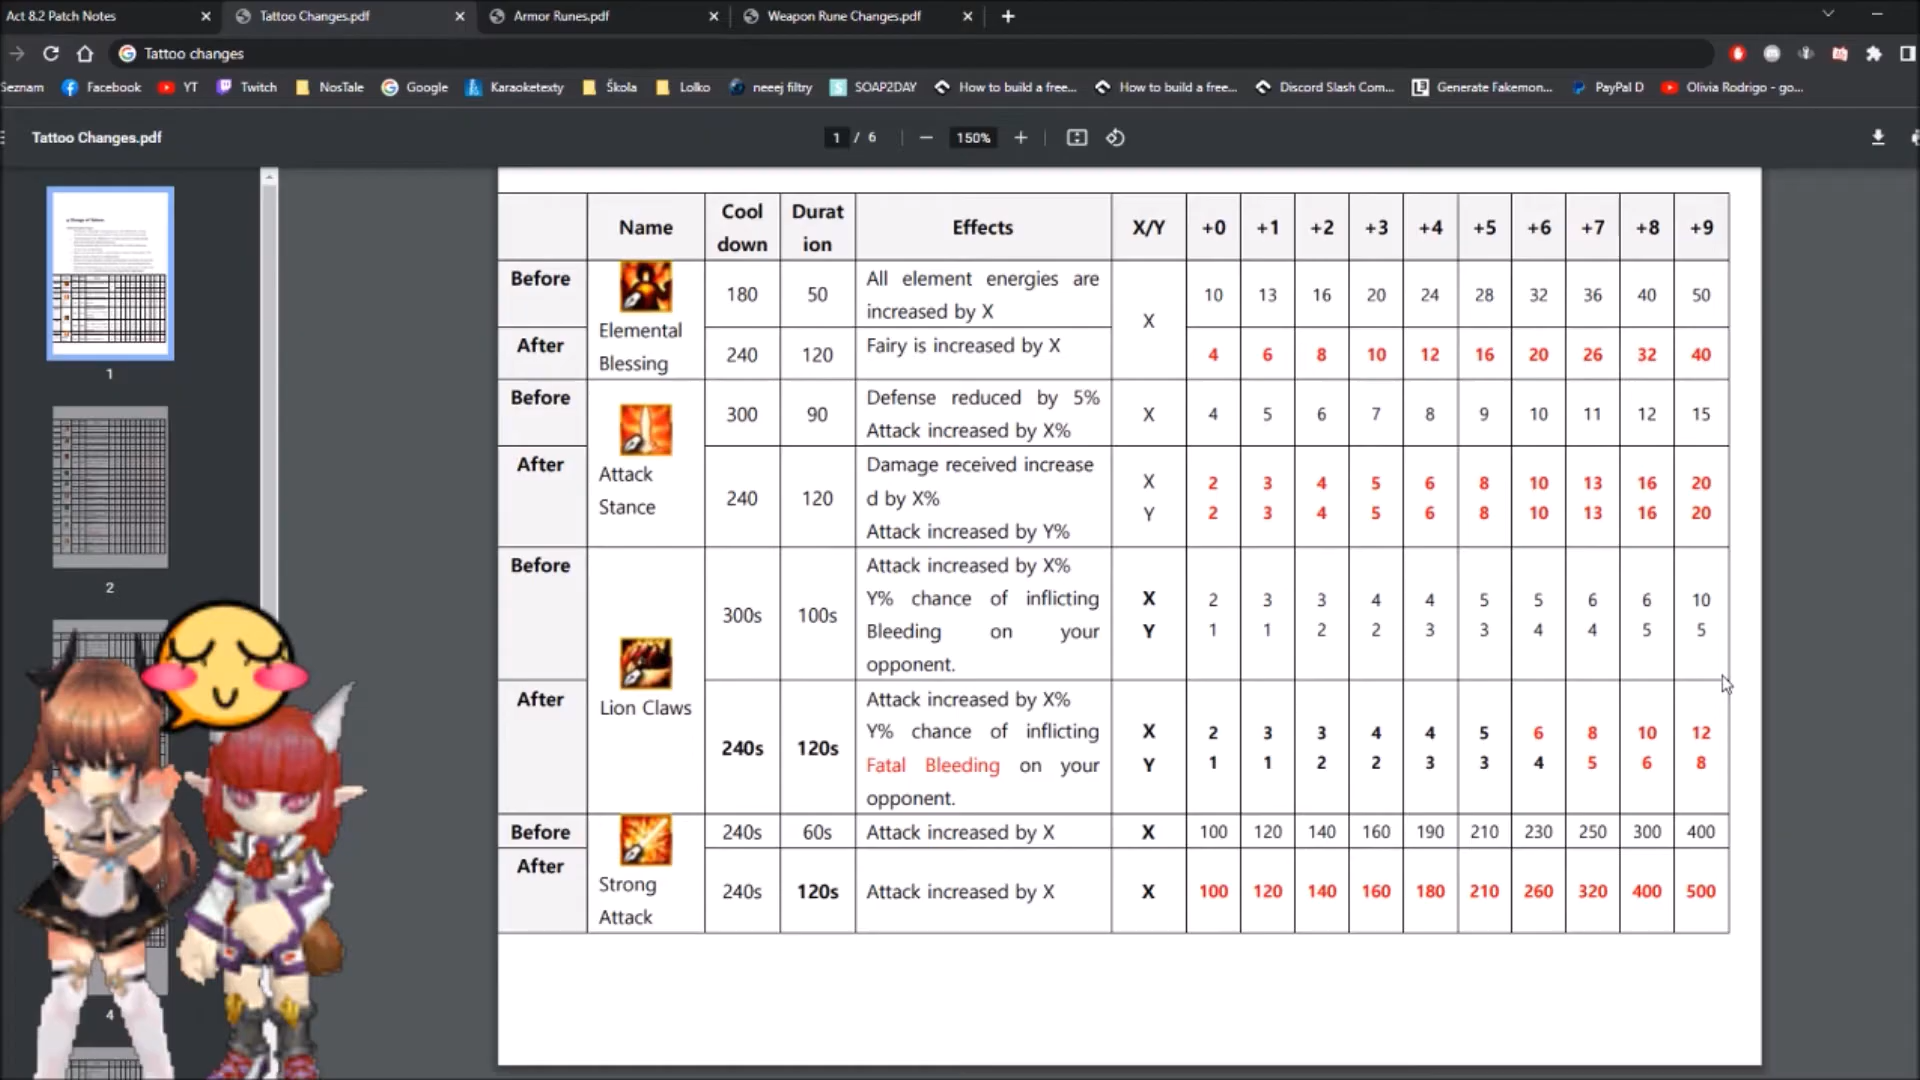 Act 8.2 Patch Notes
Tattoo Changes.pdf
Armor Runes.pdf
Weapon Rune Changes.pdf
Tattoo changes
Seznam Facebook YT Twitch NosTale Google Karaoketexty Škola Lolko neeej filtry SOAP2DAY How to build a free... How to build a free... Discord Slash Com... Generate Fakemon... PayPal D Olivia Rodrigo - go...
Tattoo Changes.pdf
1 / 6
150%
1
2
4
Name Cool down Durat ion Effects X/Y +0 +1 +2 +3 +4 +5 +6 +7 +8 +9
Before
Elemental
Blessing
180 50
All element energies are
increased by X
X
10 13 16 20 24 28 32 36 40 50
After
240 120
Fairy is increased by X
4 6 8 10 12 16 20 26 32 40
Before
Attack
Stance
300 90
Defense reduced by 5%
Attack increased by X%
X 4 5 6 7 8 9 10 11 12 15
After
240 120
Damage received increase
d by X%
Attack increased by Y%
X 2 3 4 5 6 8 10 13 16 20
Y 2 3 4 5 6 8 10 13 16 20
Before
Lion Claws
300s 100s
Attack increased by X%
Y% chance of inflicting
Bleeding on your
opponent.
X 2 3 3 4 4 5 5 6 6 10
Y 1 1 2 2 3 3 4 4 5 5
After
240s 120s
Attack increased by X%
Y% chance of inflicting
Fatal Bleeding on your
opponent.
X 2 3 3 4 4 5 6 8 10 12
Y 1 1 2 2 3 3 4 5 6 8
Before
Strong
Attack
240s 60s Attack increased by X X 100 120 140 160 190 210 230 250 300 400
After
240s 120s Attack increased by X X 100 120 140 160 180 210 260 320 400 500